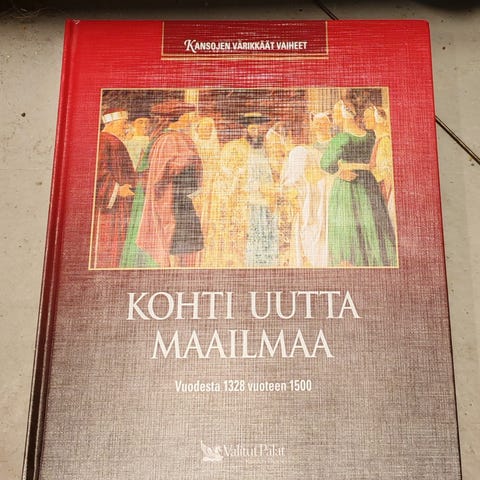 KANSOJEN VÄRIKKÄÄT VAIHEET
KOHTI UUTTA
MAAILMAA
Vuodesta 1328 vuoteen 1500
Valitut Palat